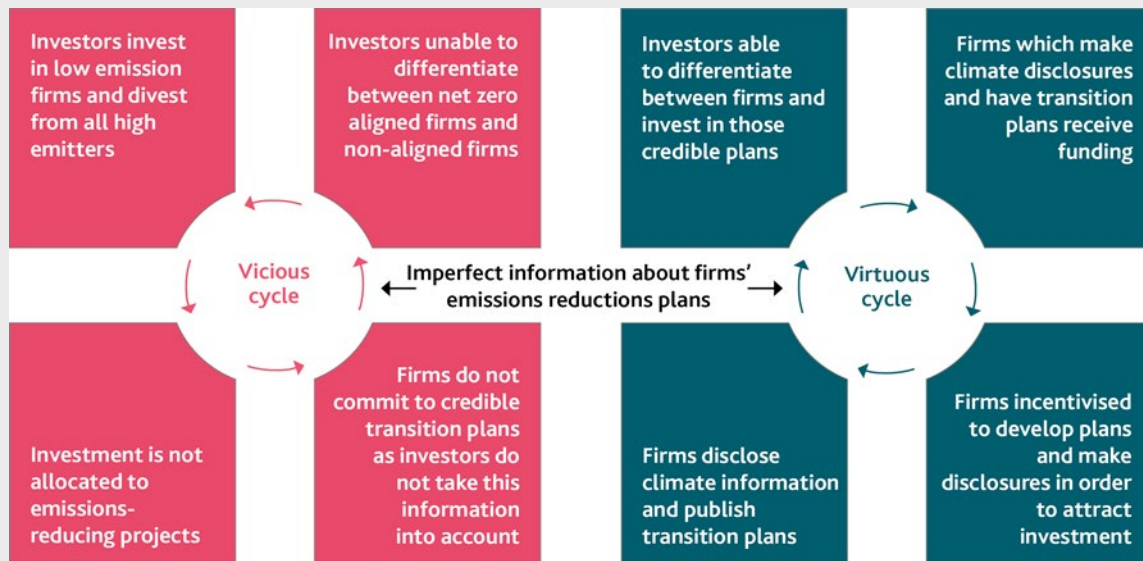 Investors invest
in low emission
firms and divest
from all high
emitters
Investors unable to
differentiate
between net zero
aligned firms and
non-aligned firms
Investors able
to differentiate
between firms and
invest in those
credible plans
Firms which make
climate disclosures
and have transition
plans receive
funding
Vicious
cycle
Imperfect information about firms’
emissions reductions plans
Virtuous
cycle
Investment is not
allocated to
emissions-
reducing projects
Firms do not
commit to credible
transition plans
as investors do
not take this
information
into account
Firms disclose
climate information
and publish
transition plans
Firms incentivised
to develop plans
and make
disclosures in order
to attract
investment